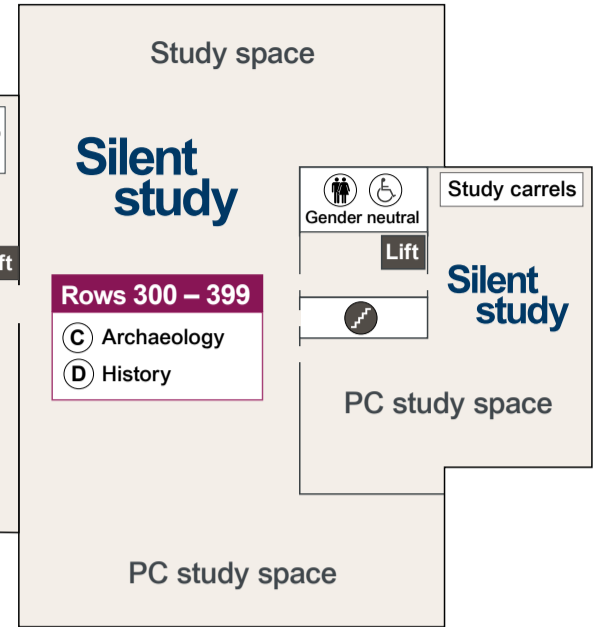 Study space
Silent
study
Gender neutral
Study carrels
Lift
Silent
study
Rows 300 – 399
C Archaeology
D History
PC study space
PC study space